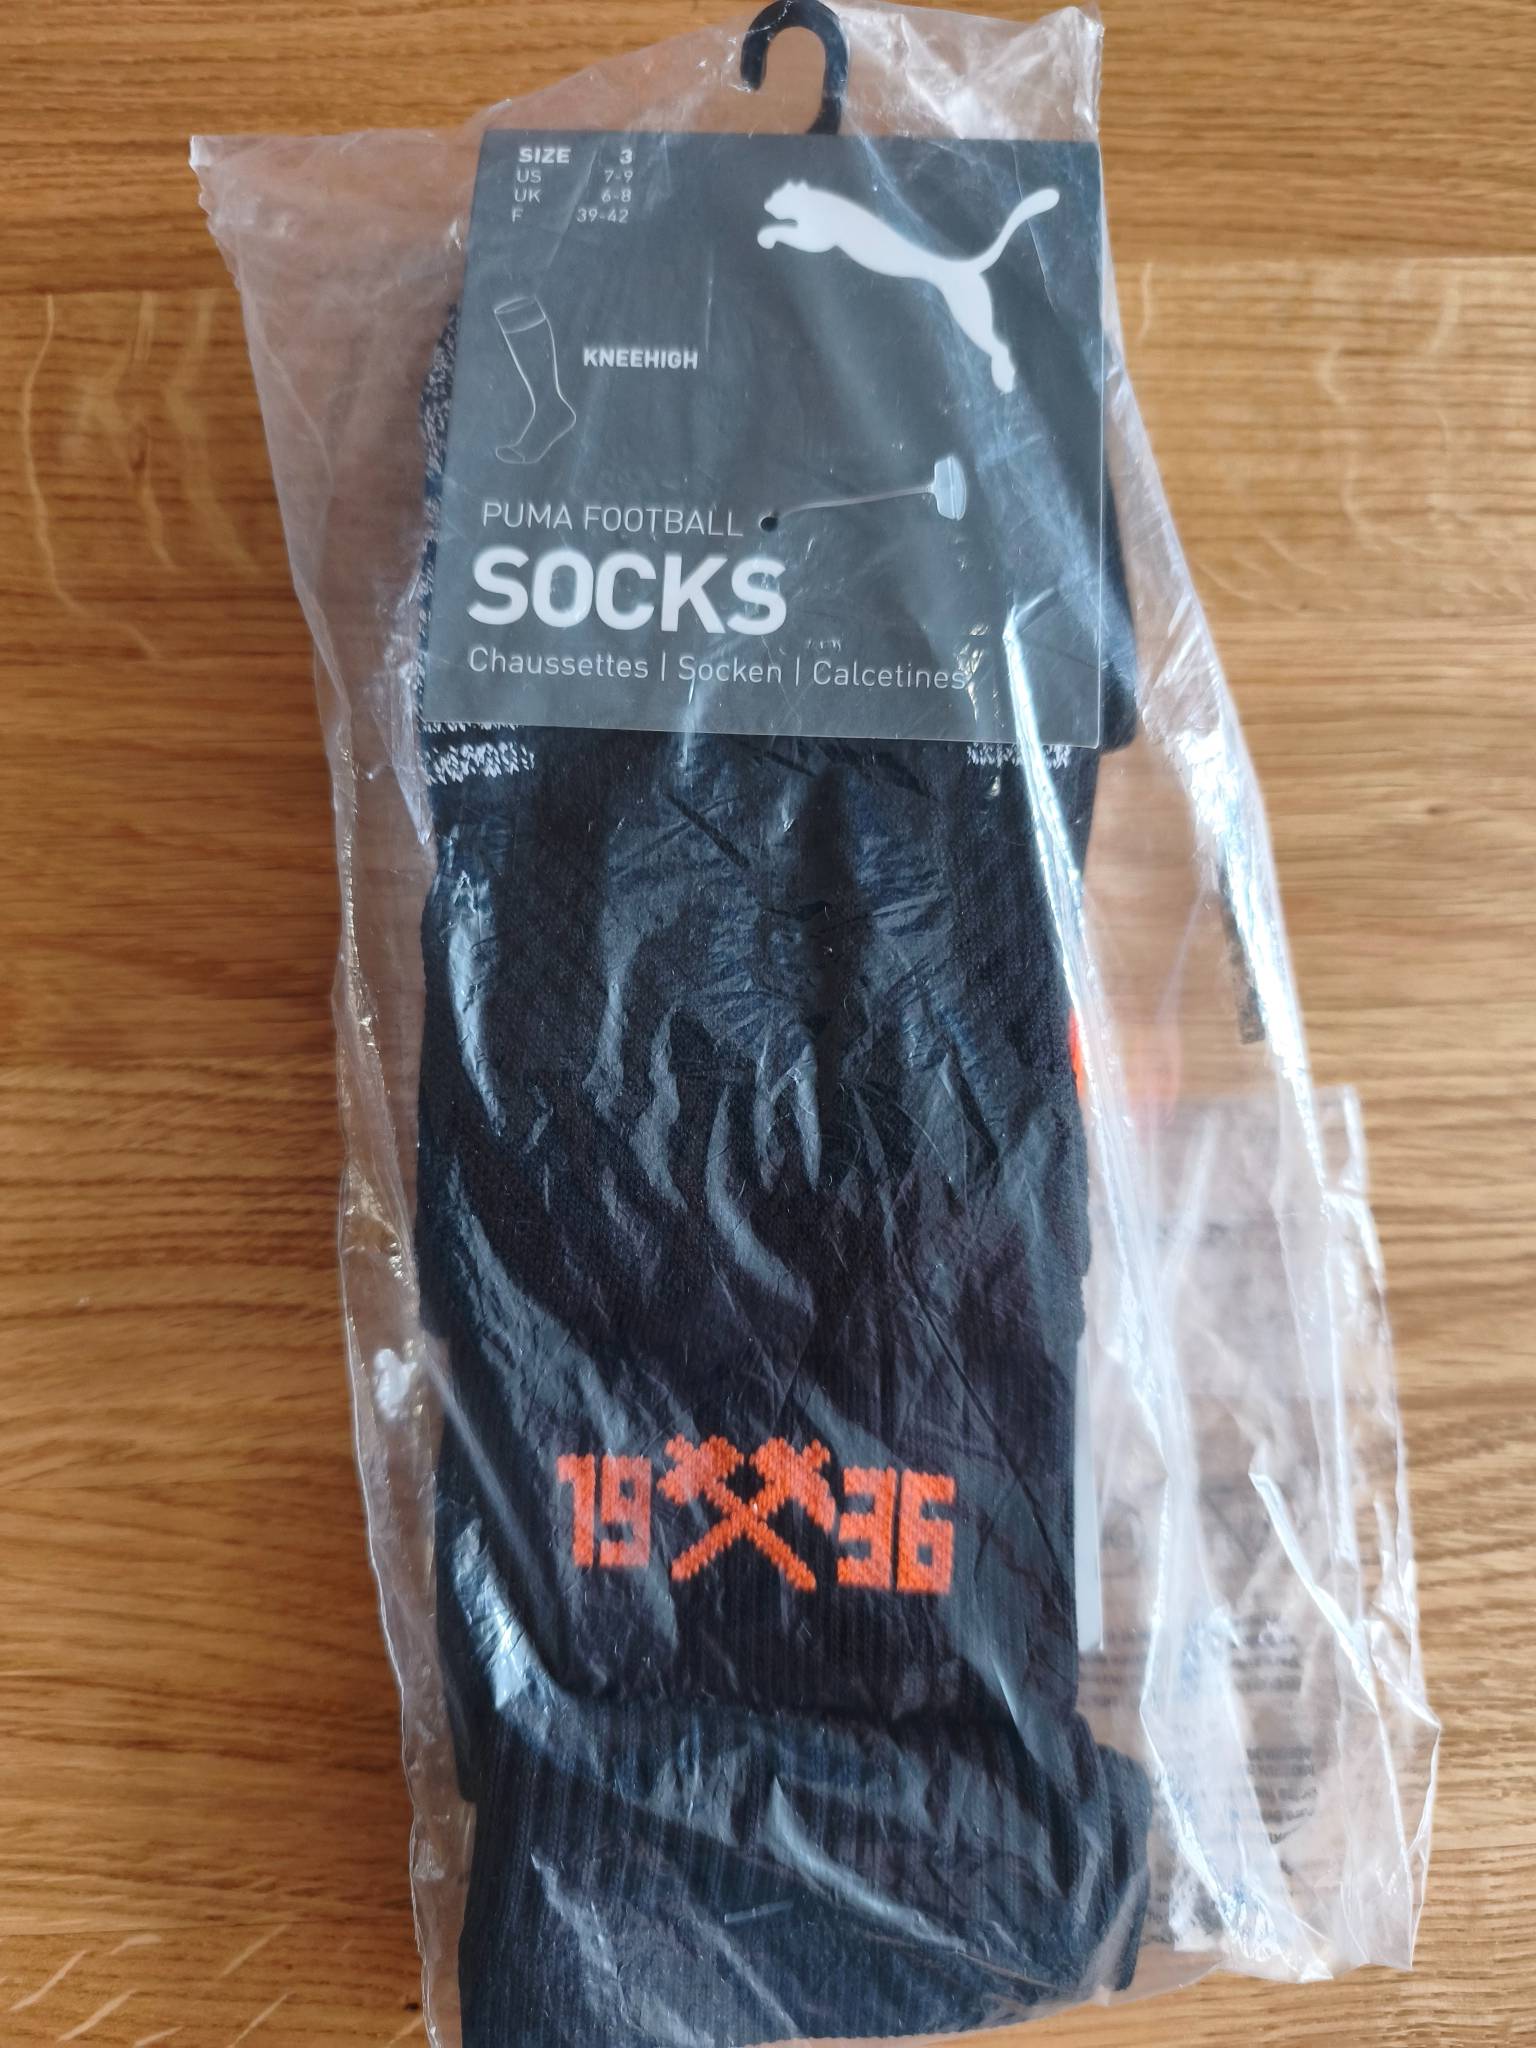 SIZE 3
US 7-9
UK 6-8
F 39-42
KNEEHIGH
PUMA FOOTBALL
SOCKS
Chaussettes | Socken | Calcetines
19 36